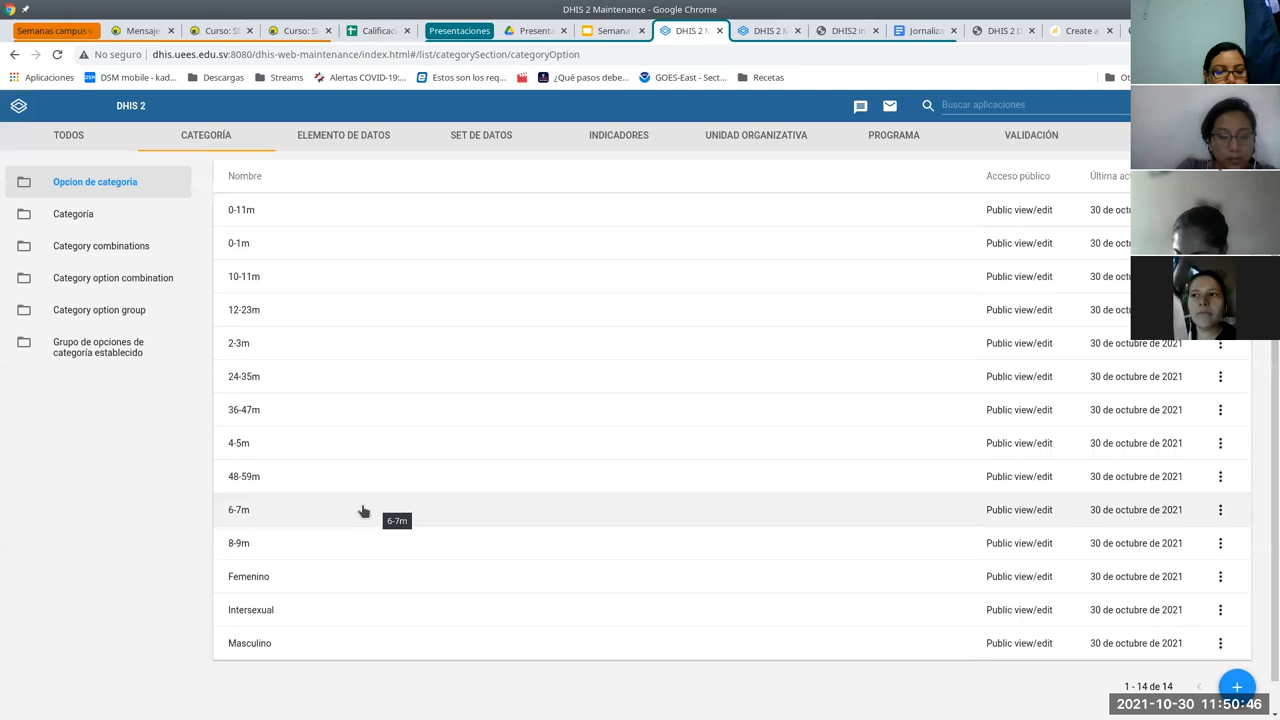 DHIS 2 Maintenance - Google Chrome
Semanas campus v
Mensaje
Curso: SI
Curso: SI
Calificaci
Presentaciones
Presenta
Semana
DHIS 2 M
DHIS 2 M
DHIS2 in
Jornaliza
DHIS 2 D
Create a
No seguro dhis.uees.edu.sv:8080/dhis-web-maintenance/index.html#/list/categorySection/categoryOption
Aplicaciones DSM mobile - kad... Descargas Streams Alertas COVID-19:... Estos son los req... ¿Qué pasos debe... GOES-East - Sect... Recetas Ot
DHIS 2 Buscar aplicaciones
TODOS CATEGORÍA ELEMENTO DE DATOS SET DE DATOS INDICADORES UNIDAD ORGANIZATIVA PROGRAMA VALIDACIÓN
Opcion de categoria
Categoría
Category combinations
Category option combination
Category option group
Grupo de opciones de
categoría establecido
Nombre Acceso público Última act
0-11m Public view/edit 30 de octu
0-1m Public view/edit 30 de octu
10-11m Public view/edit 30 de octu
12-23m Public view/edit 30 de octu
2-3m Public view/edit 30 de octubre de 2021
24-35m Public view/edit 30 de octubre de 2021
36-47m Public view/edit 30 de octubre de 2021
4-5m Public view/edit 30 de octubre de 2021
48-59m Public view/edit 30 de octubre de 2021
6-7m Public view/edit 30 de octubre de 2021
6-7m
8-9m Public view/edit 30 de octubre de 2021
Femenino Public view/edit 30 de octubre de 2021
Intersexual Public view/edit 30 de octubre de 2021
Masculino Public view/edit 30 de octubre de 2021
1 - 14 de 14
2021-10-30 11:50:46